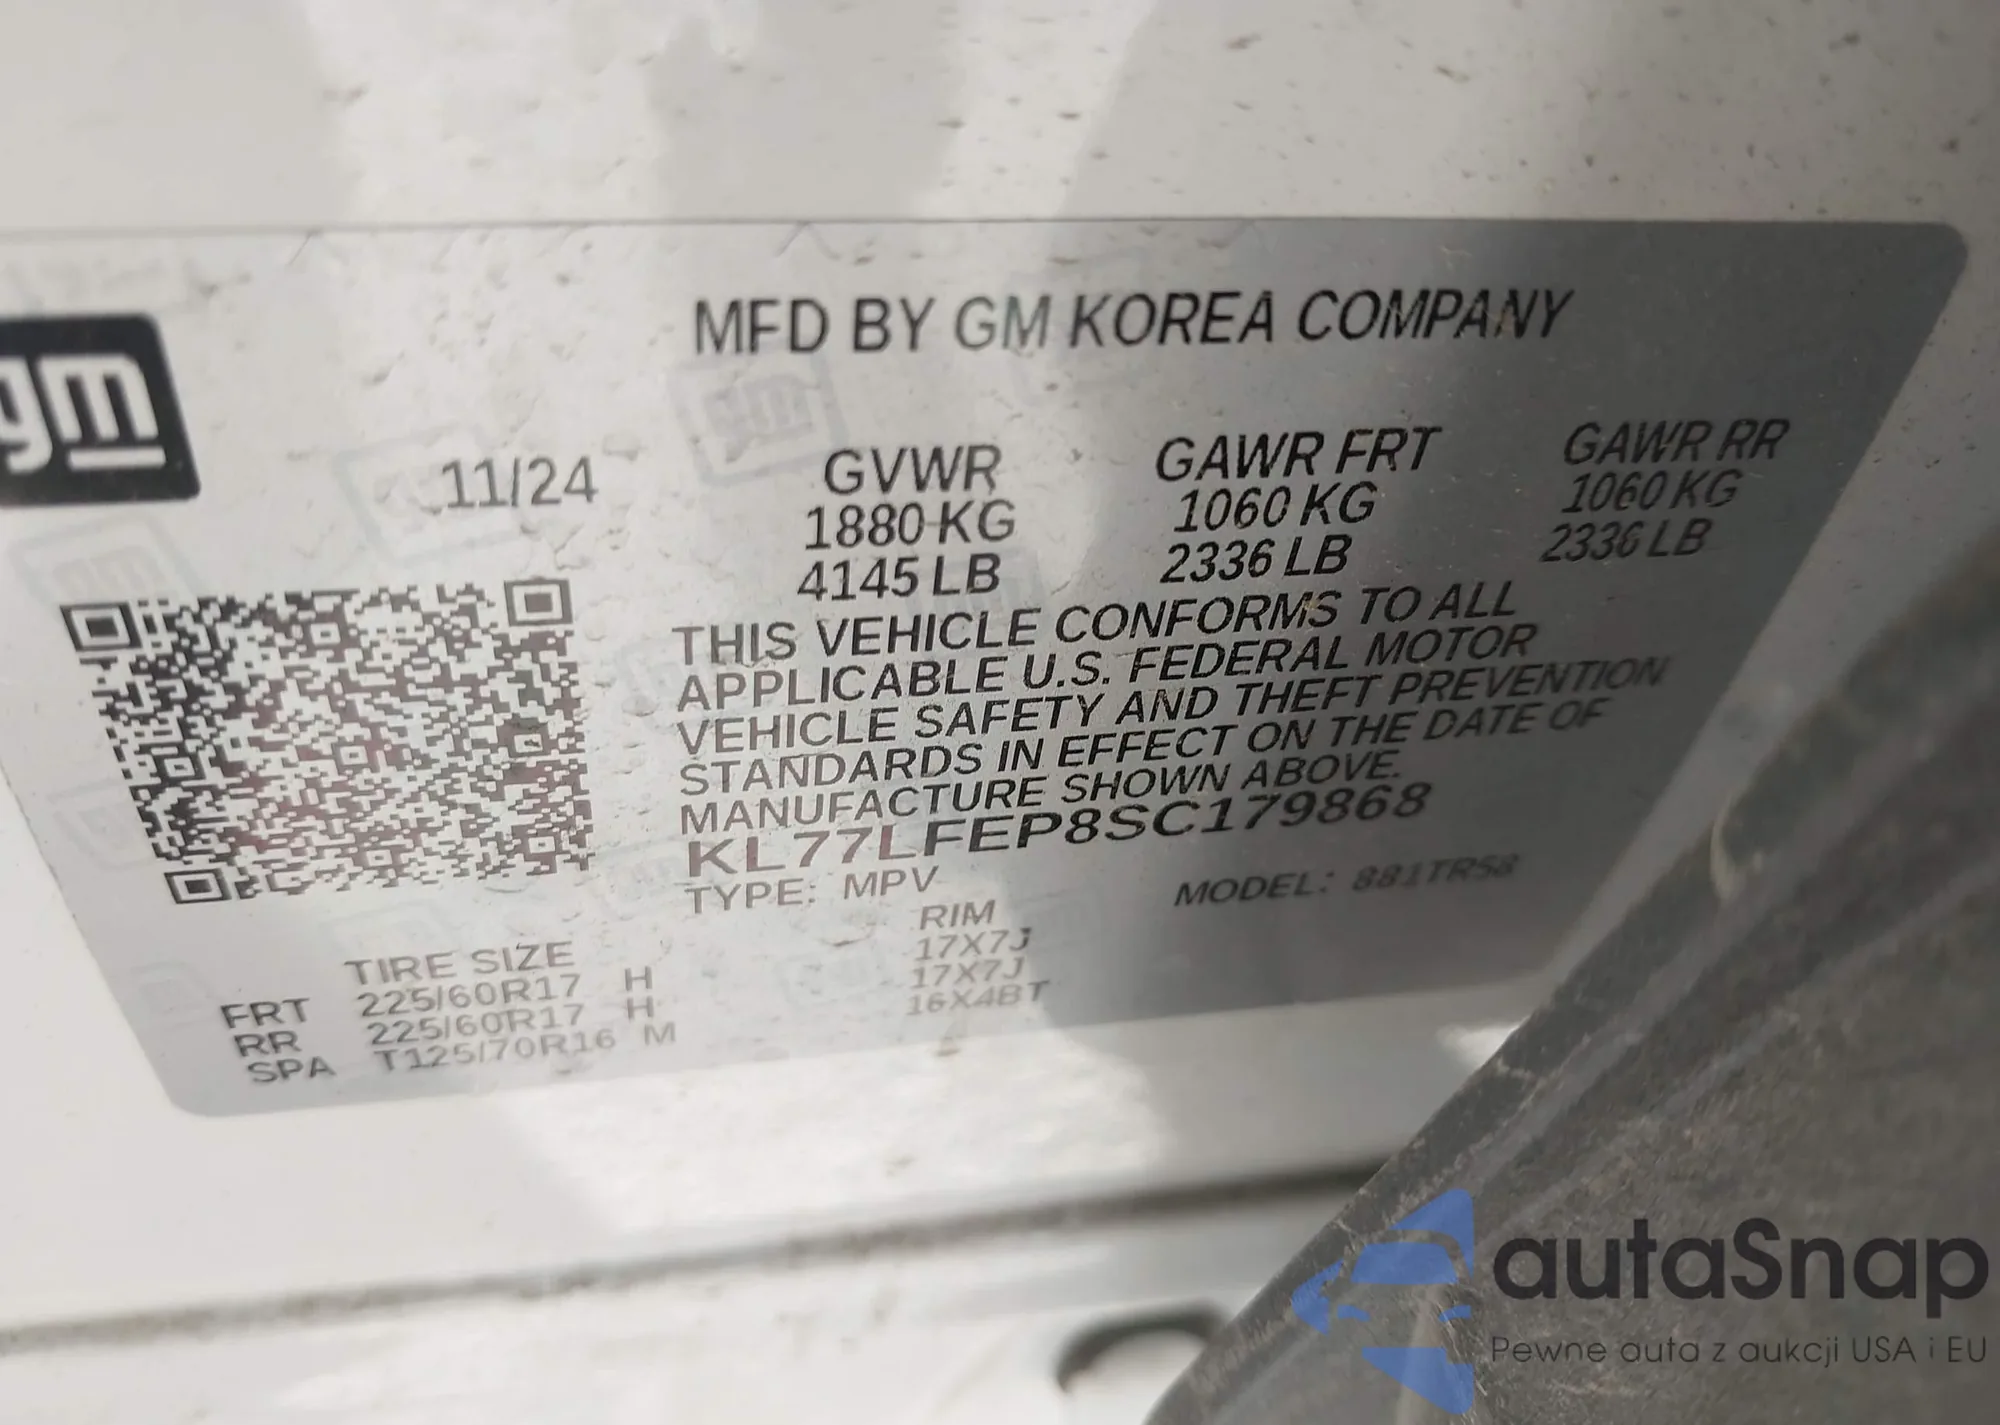 MFD BY GM KOREA COMPANY
gm
11/24
GVWR GAWR FRT GAWR RR
1880 KG 1060 KG 1060 KG
4145 LB 2336 LB 2336 LB
THIS VEHICLE CONFORMS TO ALL
APPLICABLE U.S. FEDERAL MOTOR
VEHICLE SAFETY AND THEFT PREVENTION
STANDARDS IN EFFECT ON THE DATE OF
MANUFACTURE SHOWN ABOVE.
KL77LFEP8SC179868
TYPE: MPV MODEL: 881TR58
TIRE SIZE RIM
FRT 225/60R17 H 17X7J
RR 225/60R17 H 17X7J
SPA T125/70R16 M 16X4BT
autaSnap
Pewne auta z aukcji USA i EU